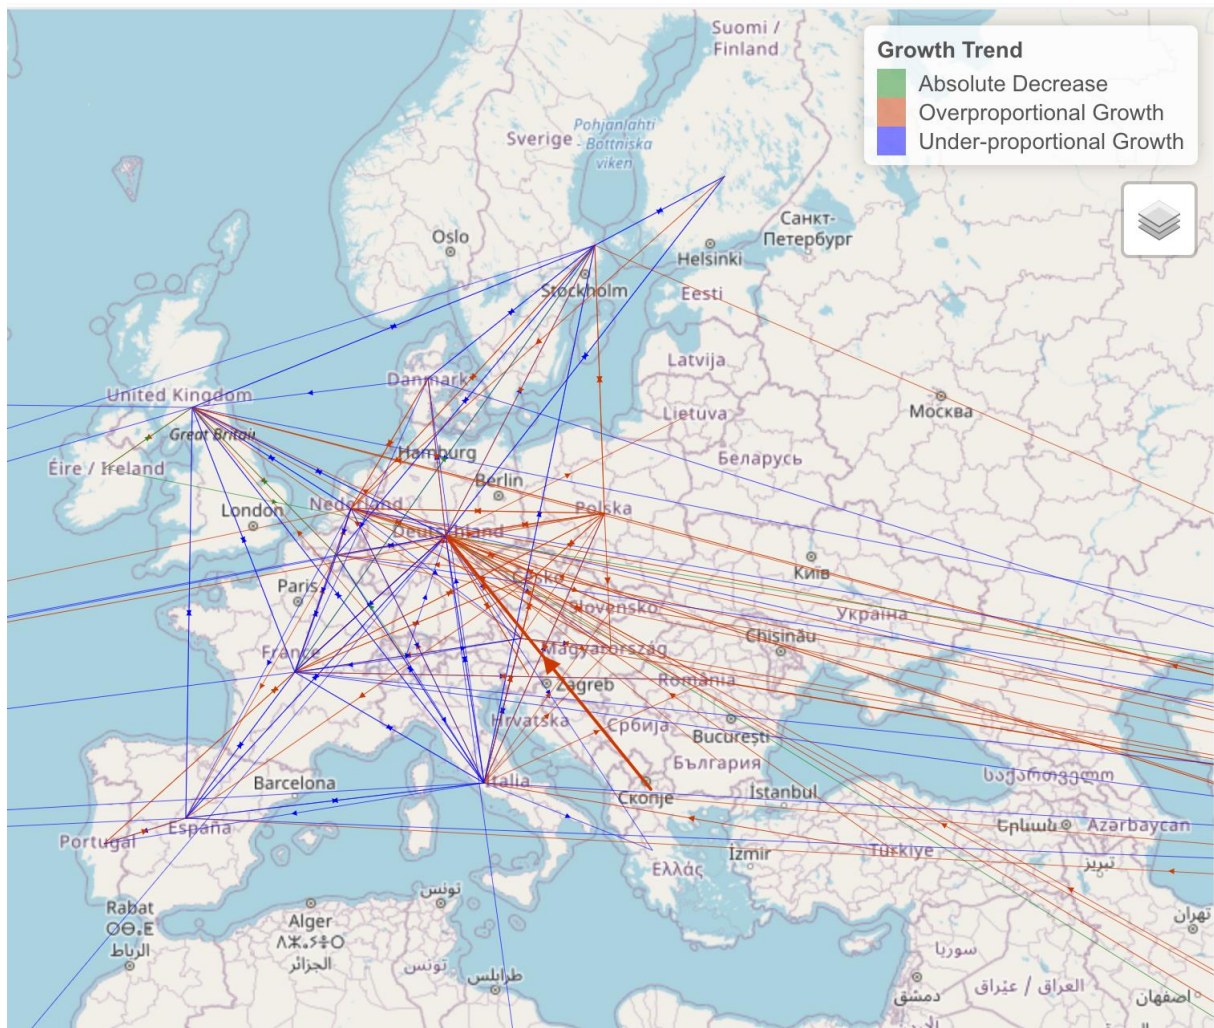 Suomi /
Finland
Growth Trend
Absolute Decrease
Overproportional Growth
Under-proportional Growth
Pohjanlahti
- Bottniska
viken
Sverige
Oslo
Санкт-
Петербург
Helsinki
Stockholm
Eesti
Latvija
Danmark
United Kingdom
Москва
Lietuva
Great Britain
Hamburg
Беларусь
Éire / Ireland
Berlin
Nederland
London
Polska
Deutschland
Київ
Česko
Paris
Slovensko
Україна
Chișinău
France
Magyarország
Zagreb
România
Hrvatska
Србија
București
България
საქართველო
Barcelona
Italia
Скопје
İstanbul
Երևան
Azərbaycan
España
Portugal
İzmir
Türkiye
تبریز
Ελλάς
تونس
Rabat
ⵔⴱⴰⵟ
الرباط
Alger
الجزائر
تهران
سوريا
تونس
طرابلس
العراق / عێراق
دمشق
اصفهان